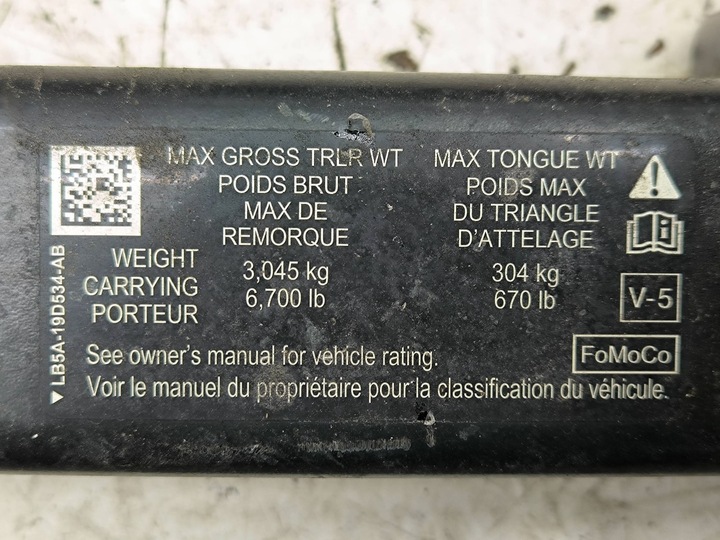 MAX GROSS TRLR WT
POIDS BRUT
MAX DE
REMORQUE
MAX TONGUE WT
POIDS MAX
DU TRIANGLE
D'ATTELAGE
WEIGHT
CARRYING
PORTEUR
3,045 kg
6,700 lb
304 kg
670 lb
V-5
FoMoCo
LB5A-19D534-AB
See owner's manual for vehicle rating.
Voir le manuel du propriétaire pour la classification du véhicule.